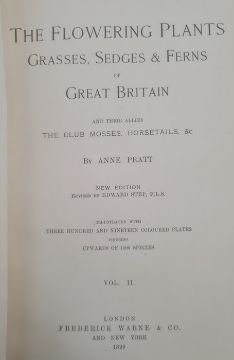 THE FLOWERING PLANTS
GRASSES, SEDGES & FERNS
OF
GREAT BRITAIN
AND THEIR ALLIES
THE CLUB MOSSES, HORSETAILS, &c
BY ANNE PRATT
NEW EDITION
REVISED BY EDWARD STEP, F.L.S.
ILLUSTRATED WITH
THREE HUNDRED AND NINETEEN COLOURED PLATES
UPWARDS OF 1500 SPECIES
VOL. II.
LONDON
FREDERICK WARNE & CO.
AND NEW YORK
1899